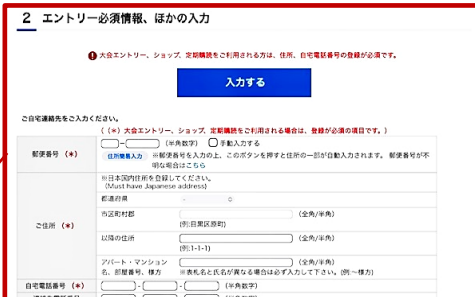 2 エントリー必須情報、ほかの入力
大会エントリー、ショップ、定期購読をご利用される方は、住所、自宅電話番号の登録が必須です。
入力する
ご自宅連絡先をご入力ください。
(（*）大会エントリー、ショップ、定期購読をご利用される場合は、登録が必須の項目です。)
郵便番号 （*）
- (半角数字) 手動入力する
住所簡易入力 ※郵便番号を入力の上、このボタンを押すと住所の一部が自動入力されます。 郵便番号が不
明な場合はこちら
ご住所 （*）
※日本国内住所を登録してください。
(Must have Japanese address)
都道府県 -
市区町村郡 (全角/半角)
(例:目黒区原町)
以降の住所 (全角/半角)
(例:1-1-1)
アパート・マンション (全角/半角)
名、部屋番号、様方 ※表札名と氏名が異なる場合は必ず入力して下さい。(例:～様方)
自宅電話番号 （*） - - (半角数字)